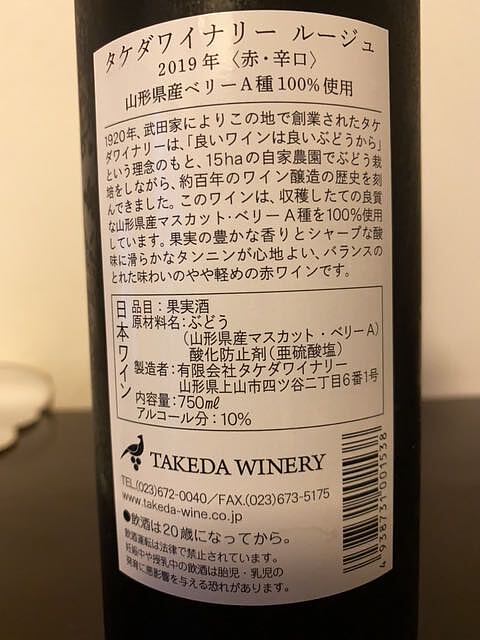 タケダワイナリー ルージュ
2019年〈赤・辛口〉
山形県産ベリーA種100%使用
1920年、武田家によりこの地で創業されたタケ
ダワイナリーは、「良いワインは良いぶどうから」
という理念のもと、15haの自家農園でぶどう栽
培をしながら、約百年のワイン醸造の歴史を刻
んできました。このワインは、収穫したての良質
な山形県産マスカット・ベリーA種を100%使用
しています。果実の豊かな香りとシャープな酸
味に滑らかなタンニンが心地よい、バランスの
とれた味わいのやや軽めの赤ワインです。
日本ワイン
品目：果実酒
原材料名：ぶどう
（山形県産マスカット・ベリーA）
酸化防止剤（亜硫酸塩）
製造者：有限会社タケダワイナリー
山形県上山市四ツ谷二丁目6番1号
内容量：750㎖
アルコール分：10%
TAKEDA WINERY
TEL.(023)672-0040／FAX.(023)673-5175
www.takeda-wine.co.jp
●飲酒は20歳になってから。
飲酒運転は法律で禁止されています。
妊娠中や授乳中の飲酒は胎児・乳児の
発育に悪影響を与える恐れがあります。
4938731001538